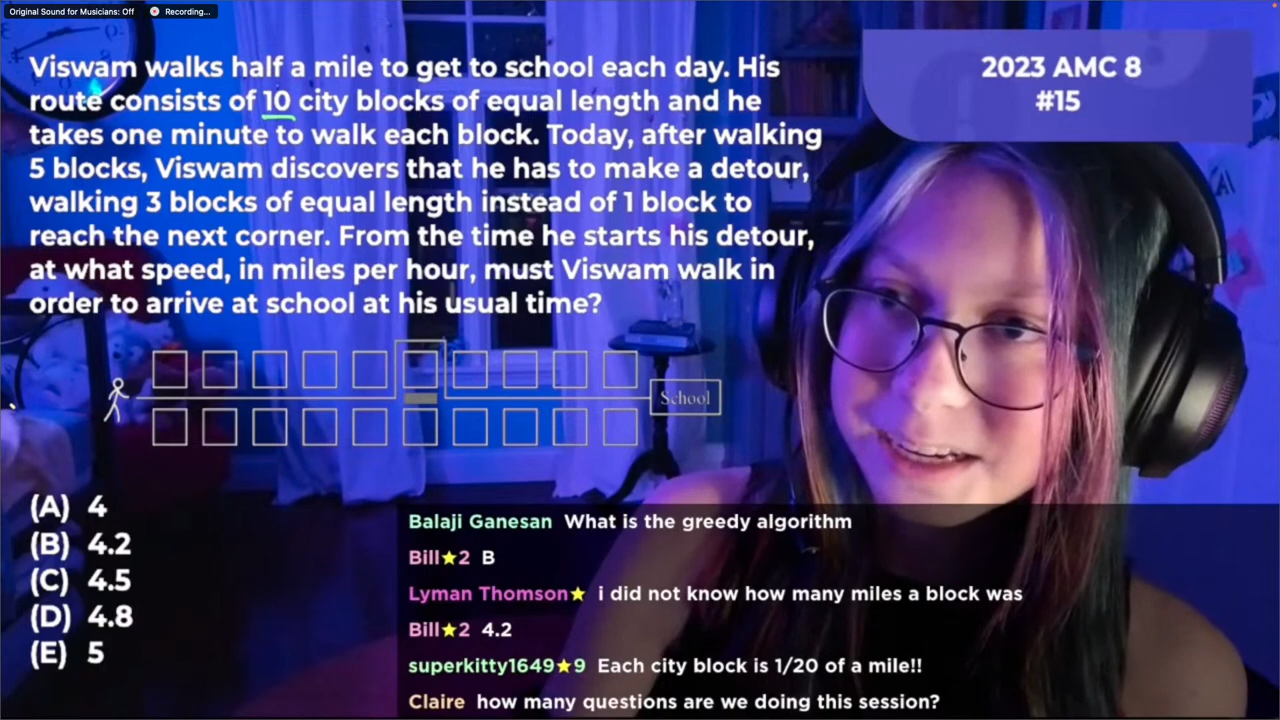 Original Sound for Musicians: Off Recording...
Viswam walks half a mile to get to school each day. His
route consists of 10 city blocks of equal length and he
takes one minute to walk each block. Today, after walking
5 blocks, Viswam discovers that he has to make a detour,
walking 3 blocks of equal length instead of 1 block to
reach the next corner. From the time he starts his detour,
at what speed, in miles per hour, must Viswam walk in
order to arrive at school at his usual time?
2023 AMC 8
#15
School
(A) 4
(B) 4.2
(C) 4.5
(D) 4.8
(E) 5
Balaji Ganesan What is the greedy algorithm
Bill★2 B
Lyman Thomson★ i did not know how many miles a block was
Bill★2 4.2
superkitty1649★9 Each city block is 1/20 of a mile!!
Claire how many questions are we doing this session?